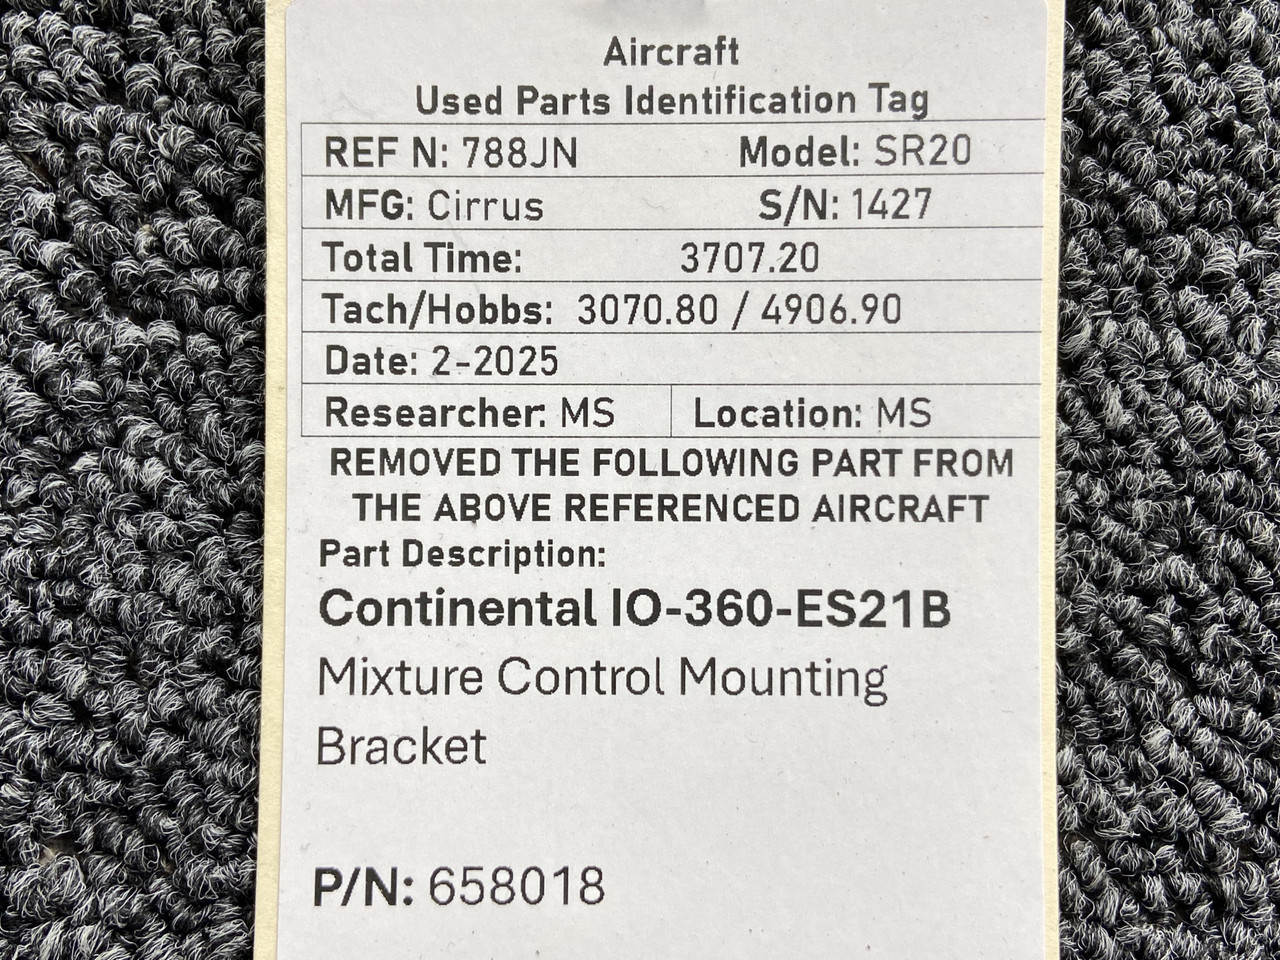 Aircraft
Used Parts Identification Tag
REF N: 788JN Model: SR20
MFG: Cirrus S/N: 1427
Total Time: 3707.20
Tach/Hobbs: 3070.80 / 4906.90
Date: 2-2025
Researcher: MS Location: MS
REMOVED THE FOLLOWING PART FROM
THE ABOVE REFERENCED AIRCRAFT
Part Description:
Continental IO-360-ES21B
Mixture Control Mounting
Bracket
P/N: 658018